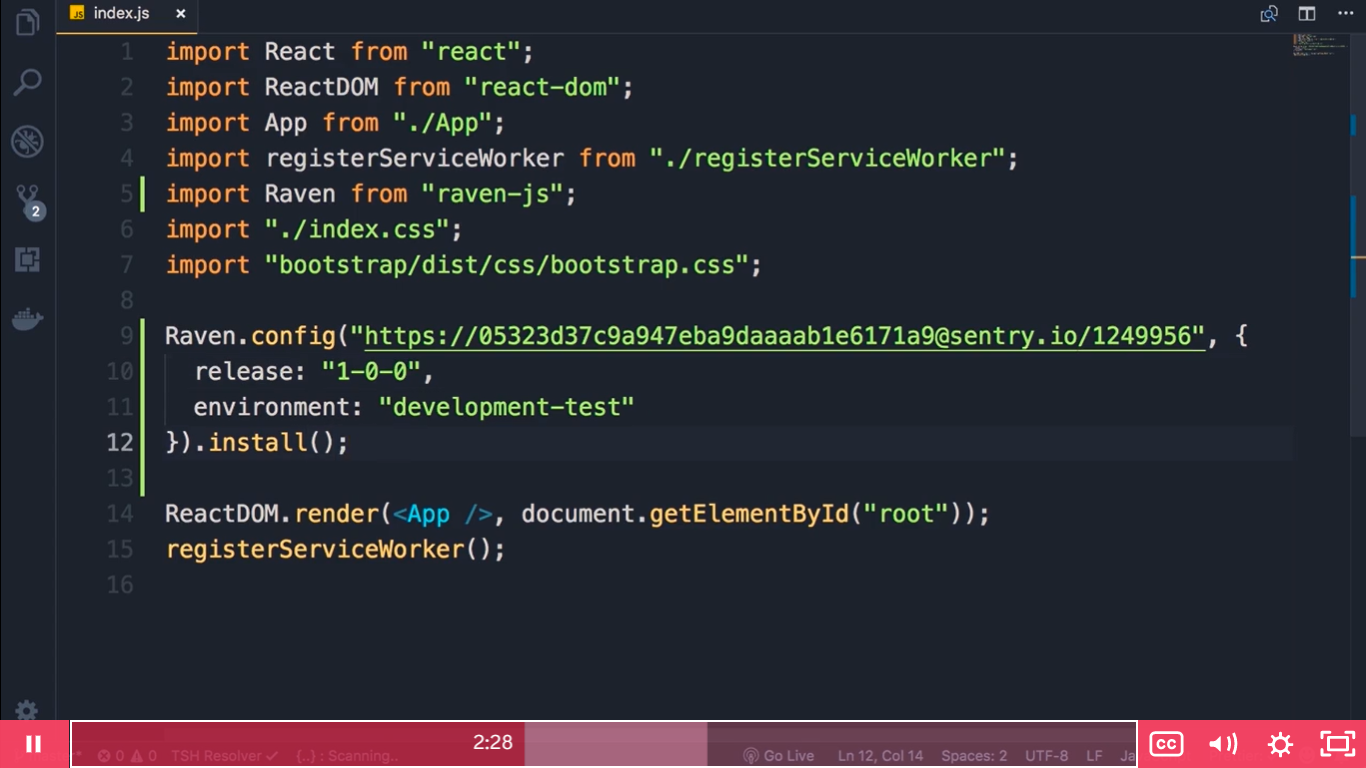 JS index.js ×
1 import React from "react";
2 import ReactDOM from "react-dom";
3 import App from "./App";
4 import registerServiceWorker from "./registerServiceWorker";
5 import Raven from "raven-js";
6 import "./index.css";
7 import "bootstrap/dist/css/bootstrap.css";
8
9 Raven.config("https://05323d37c9a947eba9daaaab1e6171a9@sentry.io/1249956", {
10 release: "1-0-0",
11 environment: "development-test"
12 }).install();
13
14 ReactDOM.render(<App />, document.getElementById("root"));
15 registerServiceWorker();
16
2
2:28
CC
0 0 TSH Resolver ✓ {..} : Scanning.. Go Live Ln 12, Col 14 Spaces: 2 UTF-8 LF Ja